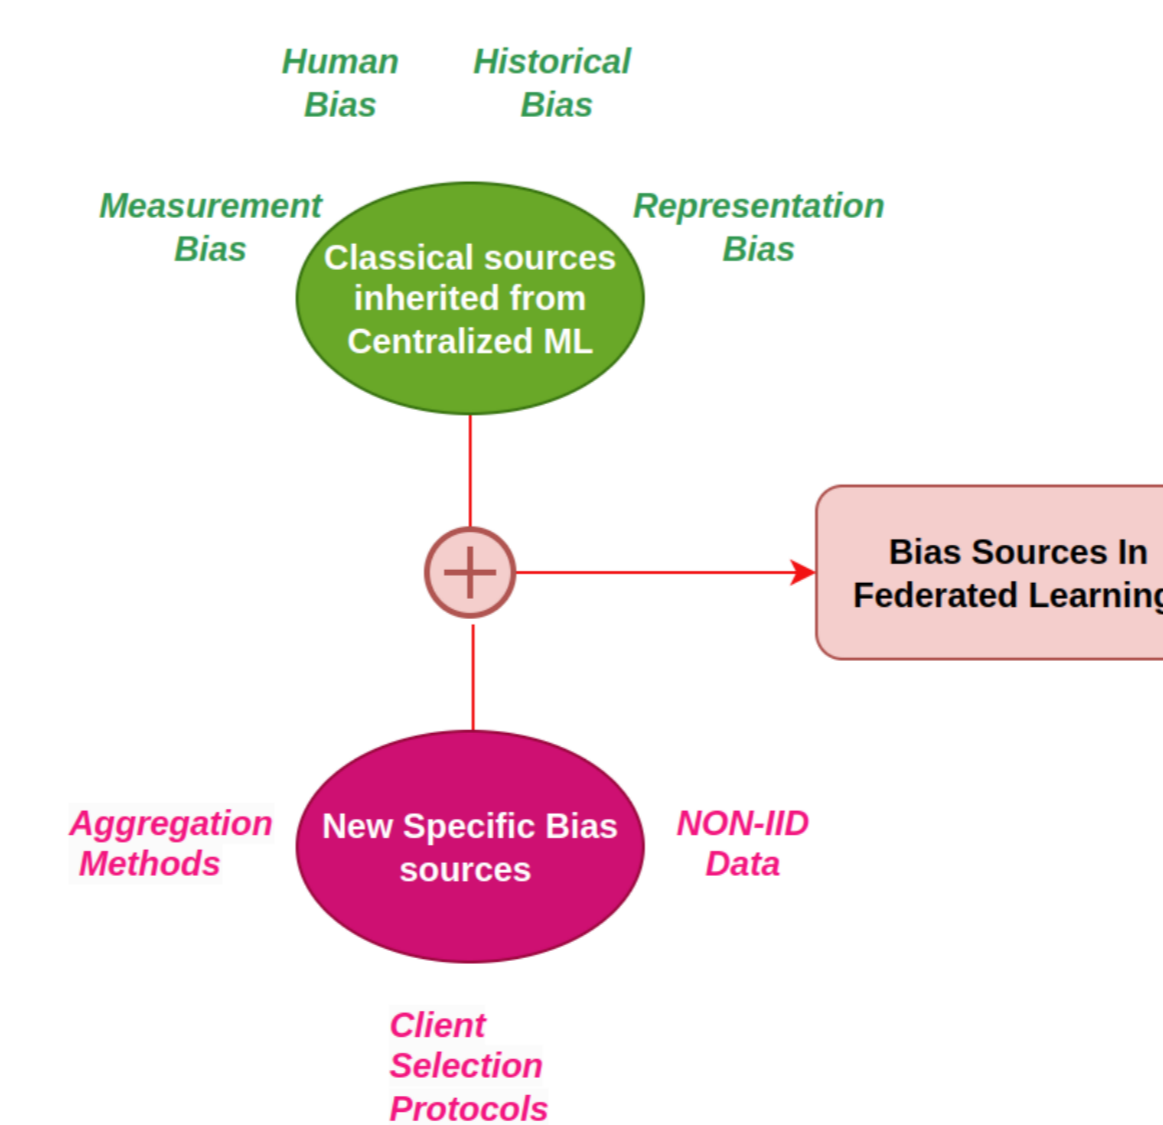 Human
Bias
Historical
Bias
Measurement
Bias
Representation
Bias
Classical sources
inherited from
Centralized ML
Bias Sources In
Federated Learning
New Specific Bias
sources
Aggregation
Methods
NON-IID
Data
Client
Selection
Protocols